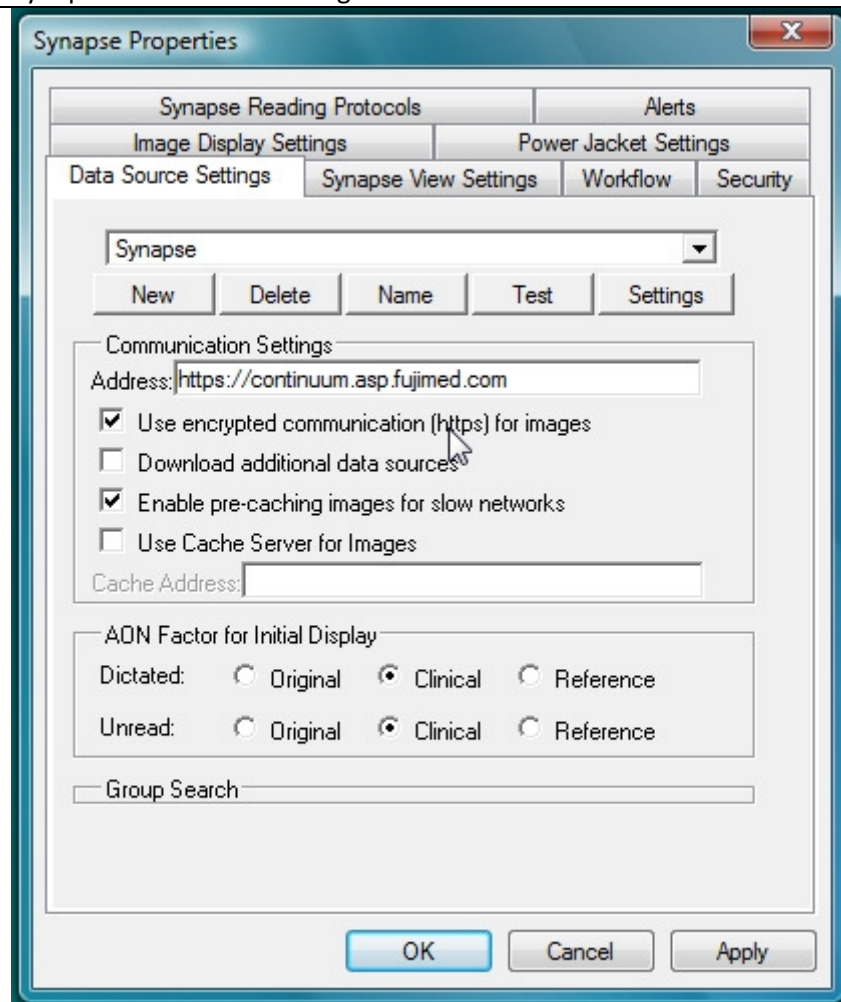 Synapse Properties
Synapse Reading Protocols Alerts
Image Display Settings Power Jacket Settings
Data Source Settings Synapse View Settings Workflow Security
Synapse
New Delete Name Test Settings
Communication Settings
Address: https://continuum.asp.fujimed.com
Use encrypted communication (https) for images
Download additional data sources
Enable pre-caching images for slow networks
Use Cache Server for Images
Cache Address:
AON Factor for Initial Display
Dictated: Original Clinical Reference
Unread: Original Clinical Reference
Group Search
OK Cancel Apply